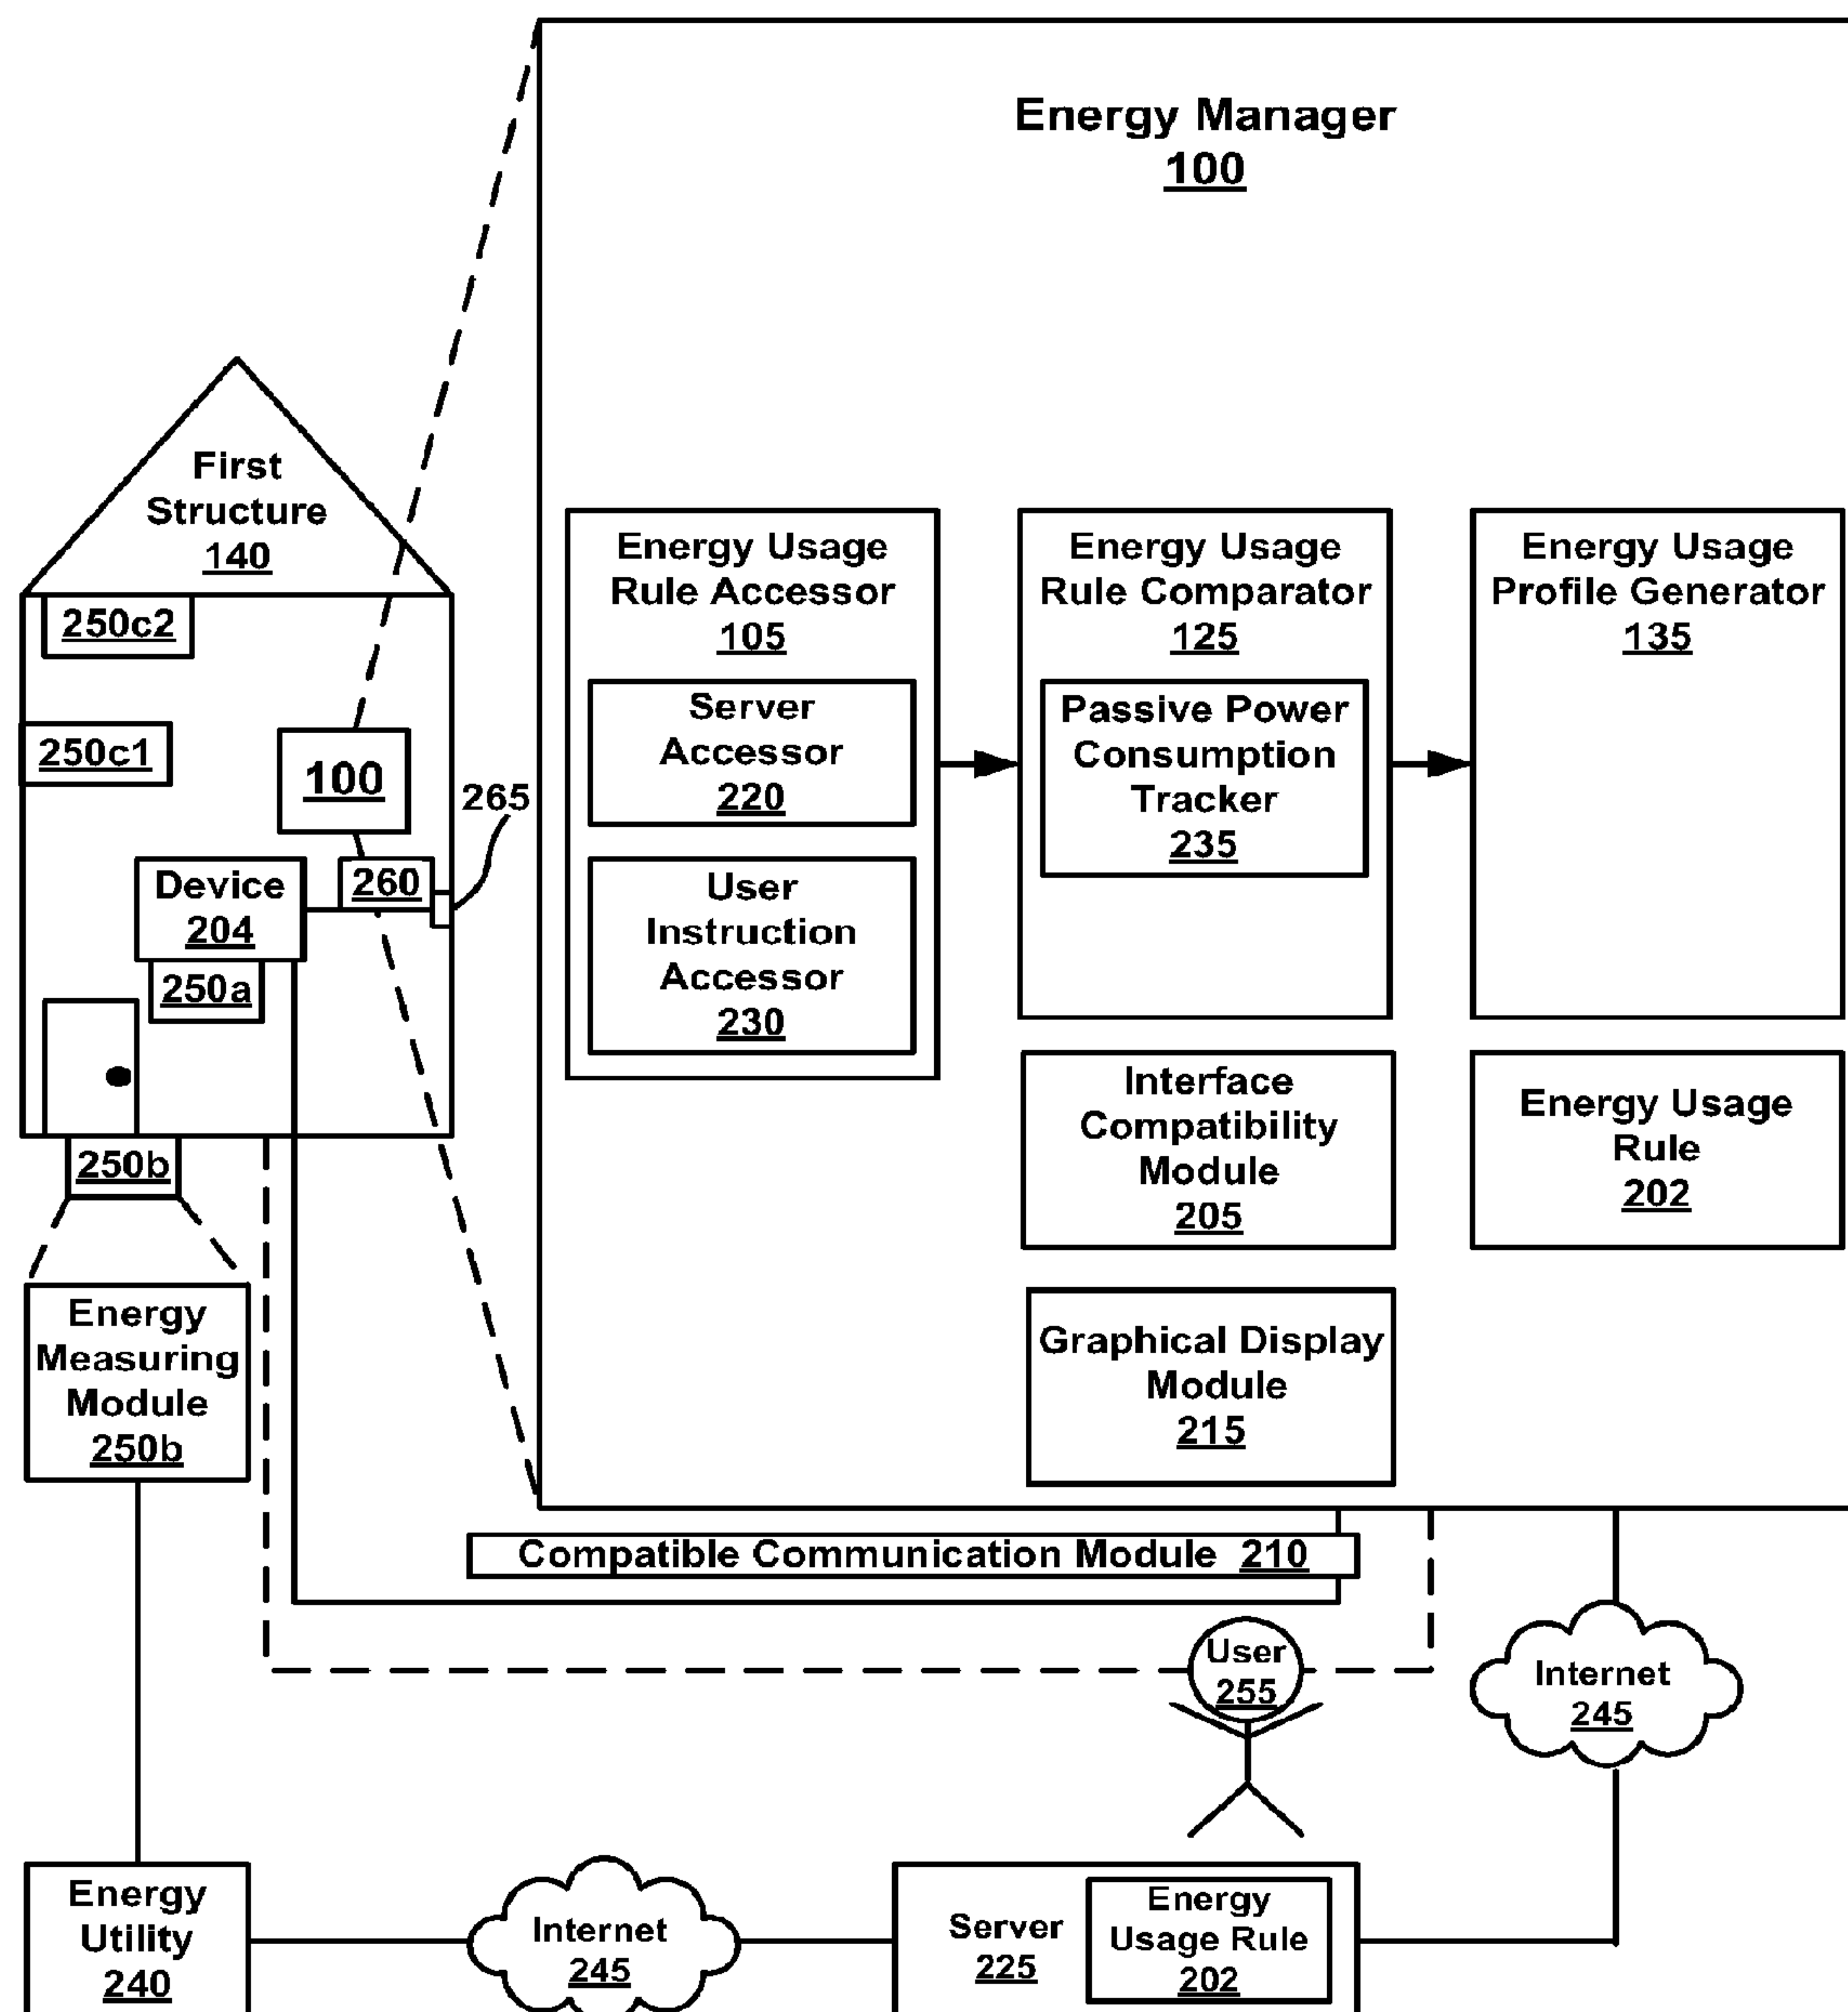 Energy Manager
100
First
Structure
140
250c2
250c1
100
265
260
Device
204
250a
250b
Energy
Measuring
Module
250b
Energy Usage
Rule Accessor
105
Server
Accessor
220
User
Instruction
Accessor
230
Energy Usage
Rule Comparator
125
Passive Power
Consumption
Tracker
235
Energy Usage
Profile Generator
135
Interface
Compatibility
Module
205
Energy Usage
Rule
202
Graphical Display
Module
215
Compatible Communication Module 210
User
255
Internet
245
Energy
Utility
240
Internet
245
Server
225
Energy
Usage Rule
202